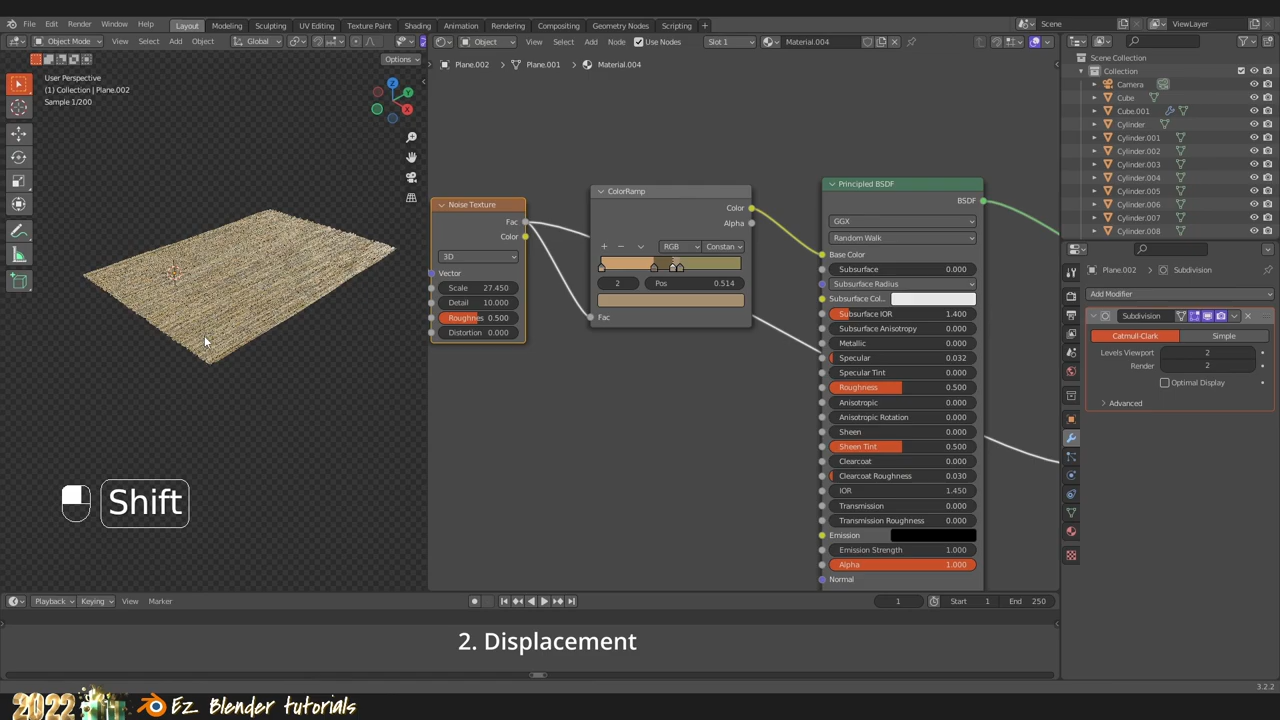 File Edit Render Window Help Layout Modeling Sculpting UV Editing Texture Paint Shading Animation Rendering Compositing Geometry Nodes Scripting + Scene ViewLayer
Object Mode View Select Add Object Global Object View Select Add Node Use Nodes Slot 1 Material.004
Options
Plane.002 Plane.001 Material.004
User Perspective
(1) Collection | Plane.002
Sample 1/200
Z
Y
X
Noise Texture
Fac
Color
3D
Vector
Scale 27.450
Detail 10.000
Roughnes 0.500
Distortion 0.000
ColorRamp
Color
Alpha
RGB Constan
2 Pos 0.514
Fac
Principled BSDF
BSDF
GGX
Random Walk
Base Color
Subsurface 0.000
Subsurface Radius
Subsurface Col...
Subsurface IOR 1.400
Subsurface Anisotropy 0.000
Metallic 0.000
Specular 0.032
Specular Tint 0.000
Roughness 0.500
Anisotropic 0.000
Anisotropic Rotation 0.000
Sheen 0.000
Sheen Tint 0.500
Clearcoat 0.000
Clearcoat Roughness 0.030
IOR 1.450
Transmission 0.000
Transmission Roughness 0.000
Emission
Emission Strength 1.000
Alpha 1.000
Normal
Scene Collection
Collection
Camera
Cube
Cube.001
Cylinder
Cylinder.001
Cylinder.002
Cylinder.003
Cylinder.004
Cylinder.005
Cylinder.006
Cylinder.007
Cylinder.008
Plane.002 Subdivision
Add Modifier
Subdivision
Catmull-Clark Simple
Levels Viewport 2
Render 2
Optimal Display
Advanced
Shift
Playback Keying View Marker 1 Start 1 End 250
2. Displacement
3.2.2
2022 Ez Blender tutorials